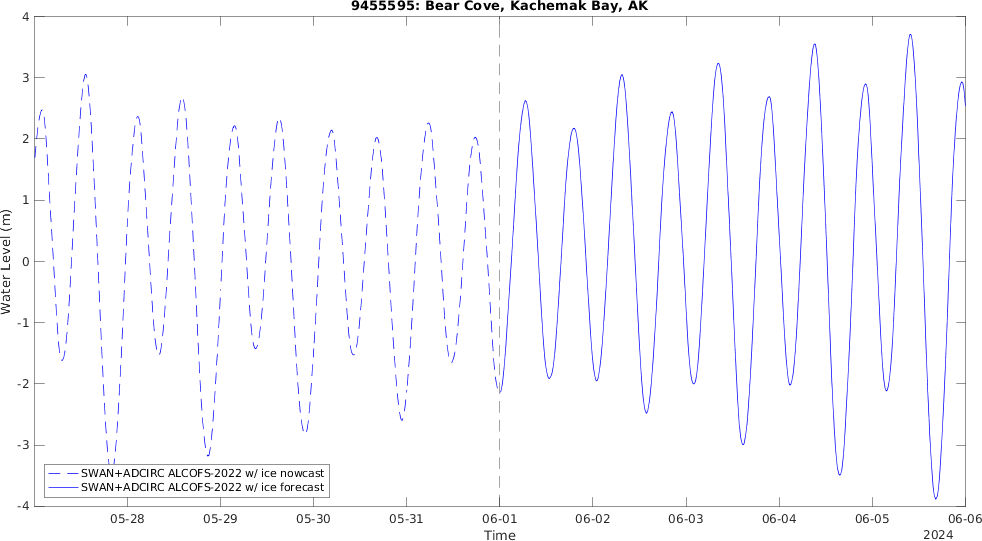 9455595: Bear Cove, Kachemak Bay, AK
4
3
2
1
0
-1
-2
-3
-4
Water Level (m)
SWAN+ADCIRC ALCOFS-2022 w/ ice nowcast
SWAN+ADCIRC ALCOFS-2022 w/ ice forecast
05-28 05-29 05-30 05-31 06-01 06-02 06-03 06-04 06-05 06-06
Time
2024